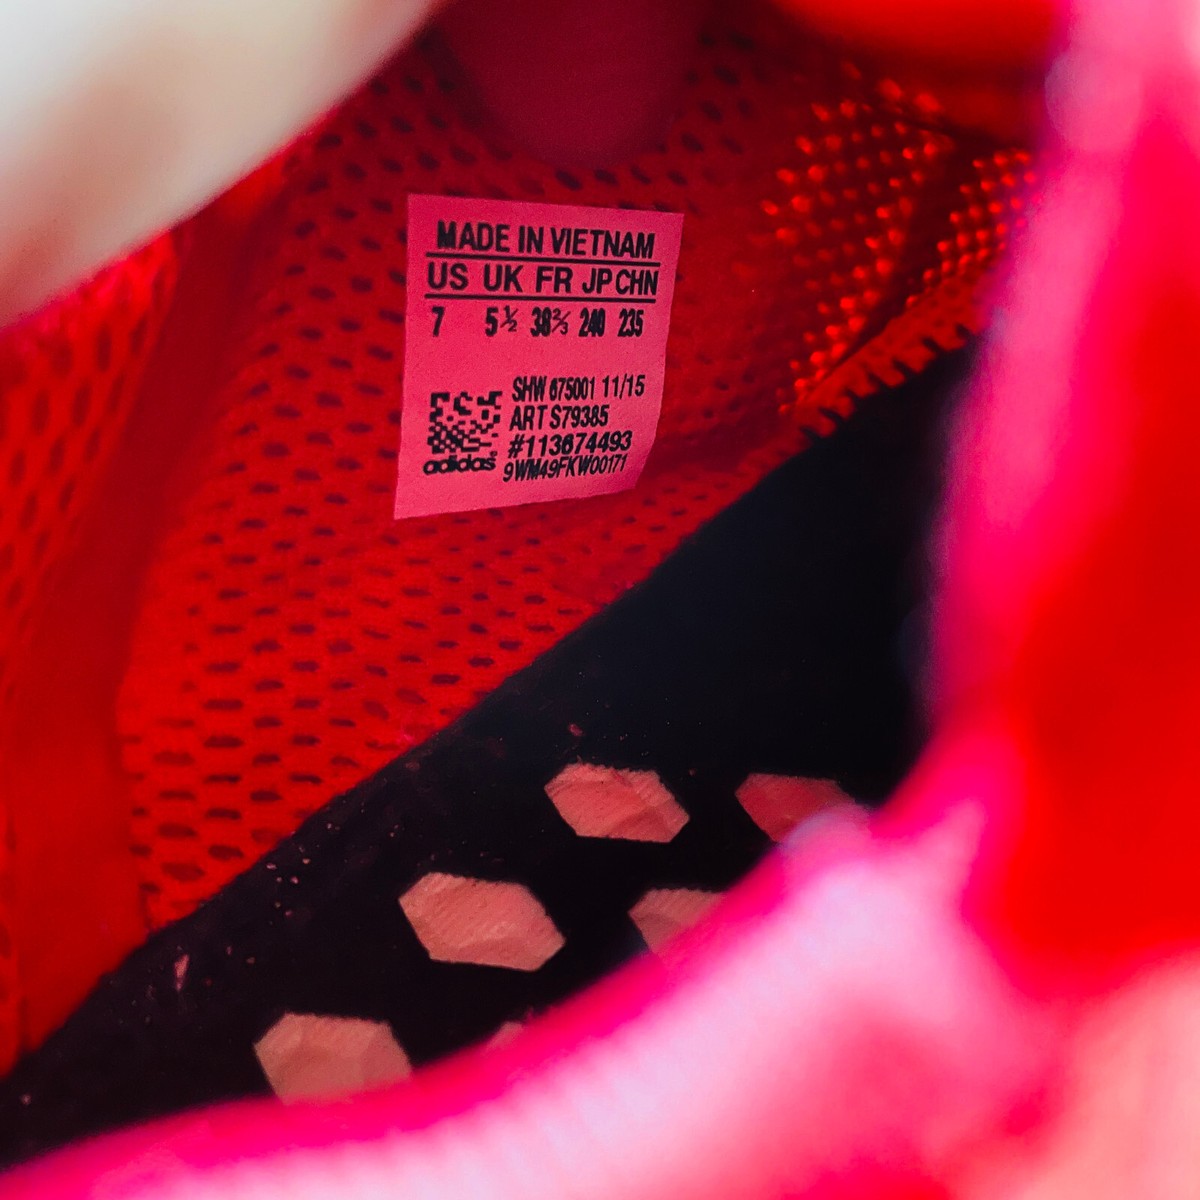 MADE IN VIETNAM
US UK FR JP CHN
7 5½ 38⅔ 240 235
SHW 675001 11/15
ART S79385
#113674493
adidas 9WM49FKW00171